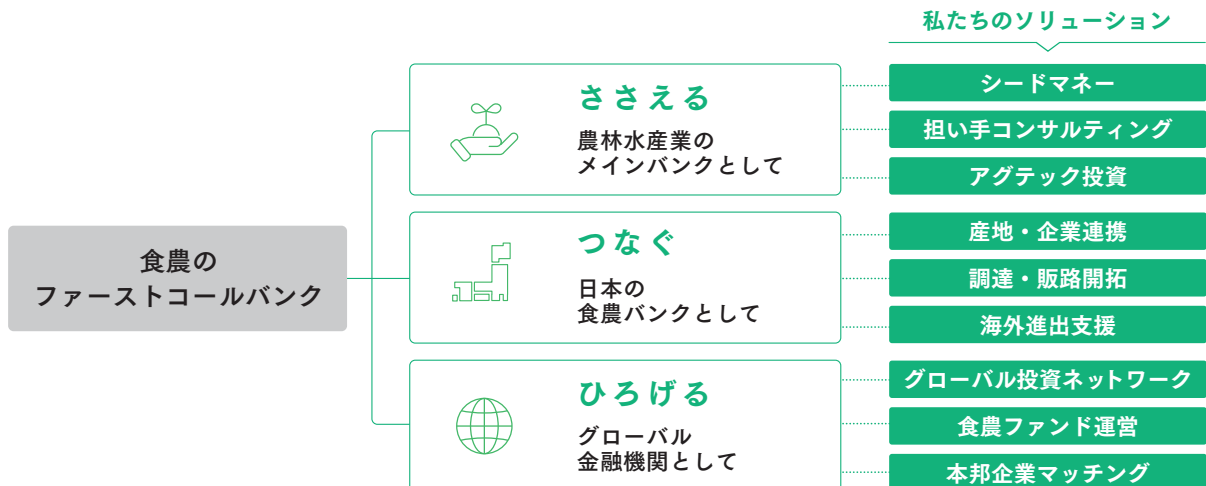 私たちのソリューション
食農の
ファーストコールバンク
ささえる
農林水産業の
メインバンクとして
シードマネー
担い手コンサルティング
アグテック投資
つなぐ
日本の
食農バンクとして
産地・企業連携
調達・販路開拓
海外進出支援
ひろげる
グローバル
金融機関として
グローバル投資ネットワーク
食農ファンド運営
本邦企業マッチング